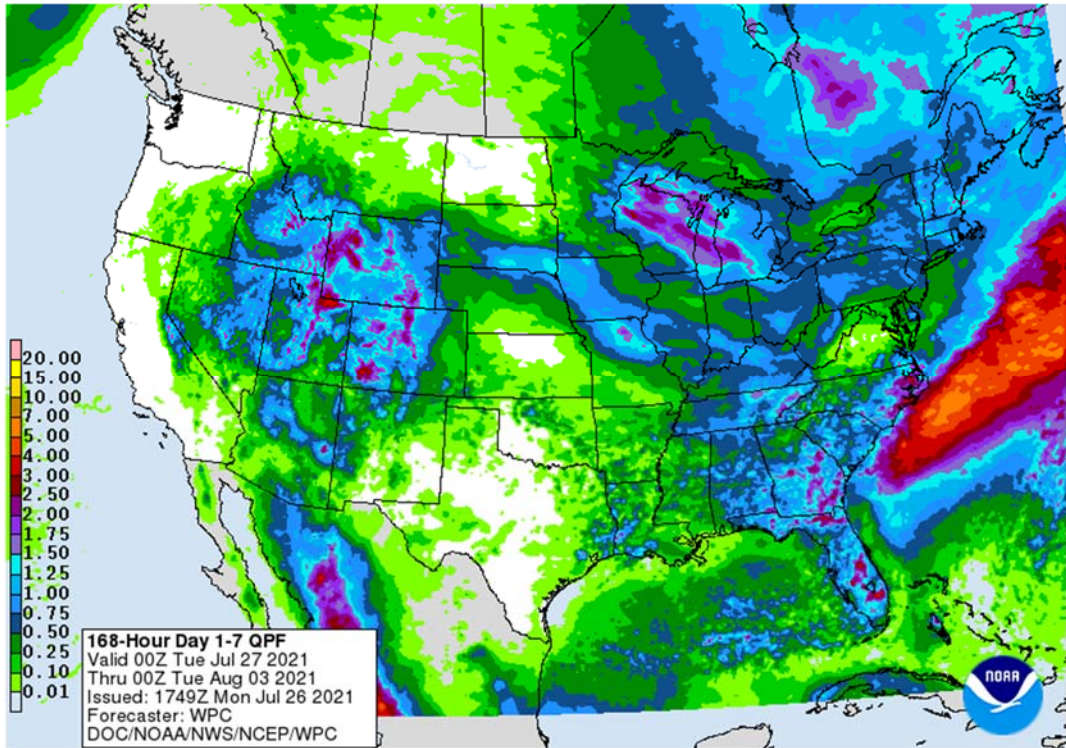 20.00
15.00
10.00
7.00
5.00
4.00
3.00
2.50
2.00
1.75
1.50
1.25
1.00
0.75
0.50
0.25
0.10
0.01
168-Hour Day 1-7 QPF
Valid 00Z Tue Jul 27 2021
Thru 00Z Tue Aug 03 2021
Issued: 1749Z Mon Jul 26 2021
Forecaster: WPC
DOC/NOAA/NWS/NCEP/WPC
NOAA